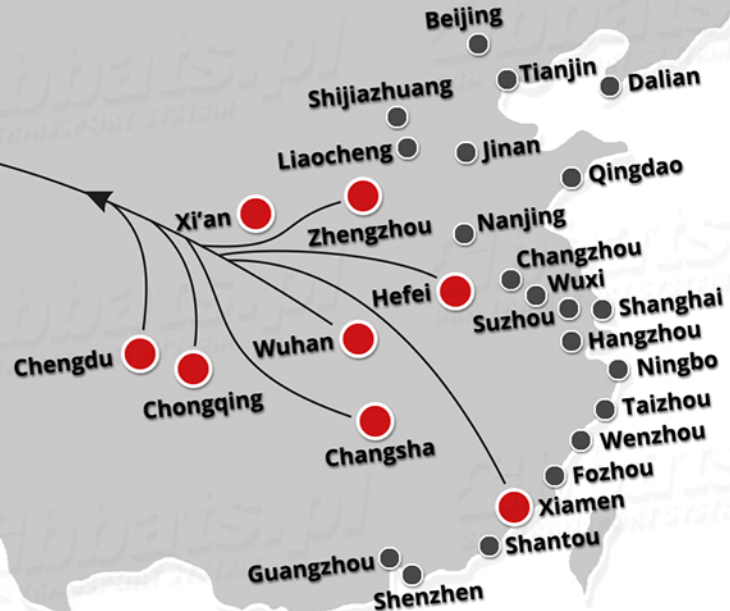 Beijing
Tianjin
Dalian
Shijiazhuang
Liaocheng
Jinan
Qingdao
Xi'an
Zhengzhou
Nanjing
Changzhou
Wuxi
Hefei
Suzhou
Shanghai
Hangzhou
Wuhan
Chengdu
Ningbo
Chongqing
Taizhou
Changsha
Wenzhou
Fozhou
Xiamen
Shantou
Guangzhou
Shenzhen